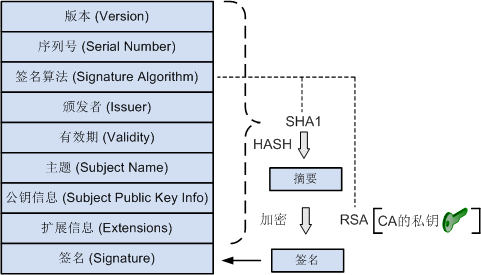 版本 (Version)
序列号 (Serial Number)
签名算法 (Signature Algorithm)
颁发者 (Issuer)
有效期 (Validity)
主题 (Subject Name)
公钥信息 (Subject Public Key Info)
扩展信息 (Extensions)
签名 (Signature)
SHA1
HASH
摘要
加密
RSA
CA的私钥
签名